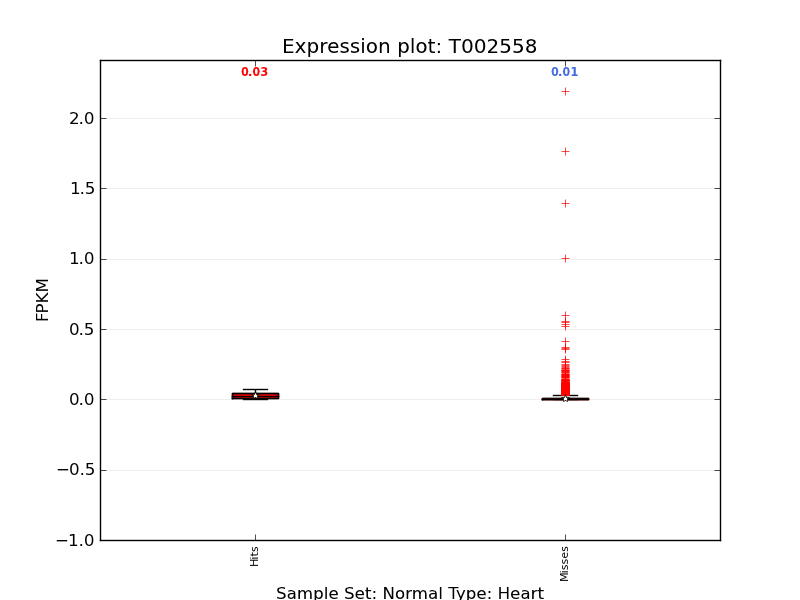 Expression plot: T002558
0.03
0.01
2.0
1.5
1.0
0.5
0.0
−0.5
−1.0
FPKM
Hits
Misses
Sample Set: Normal Type: Heart